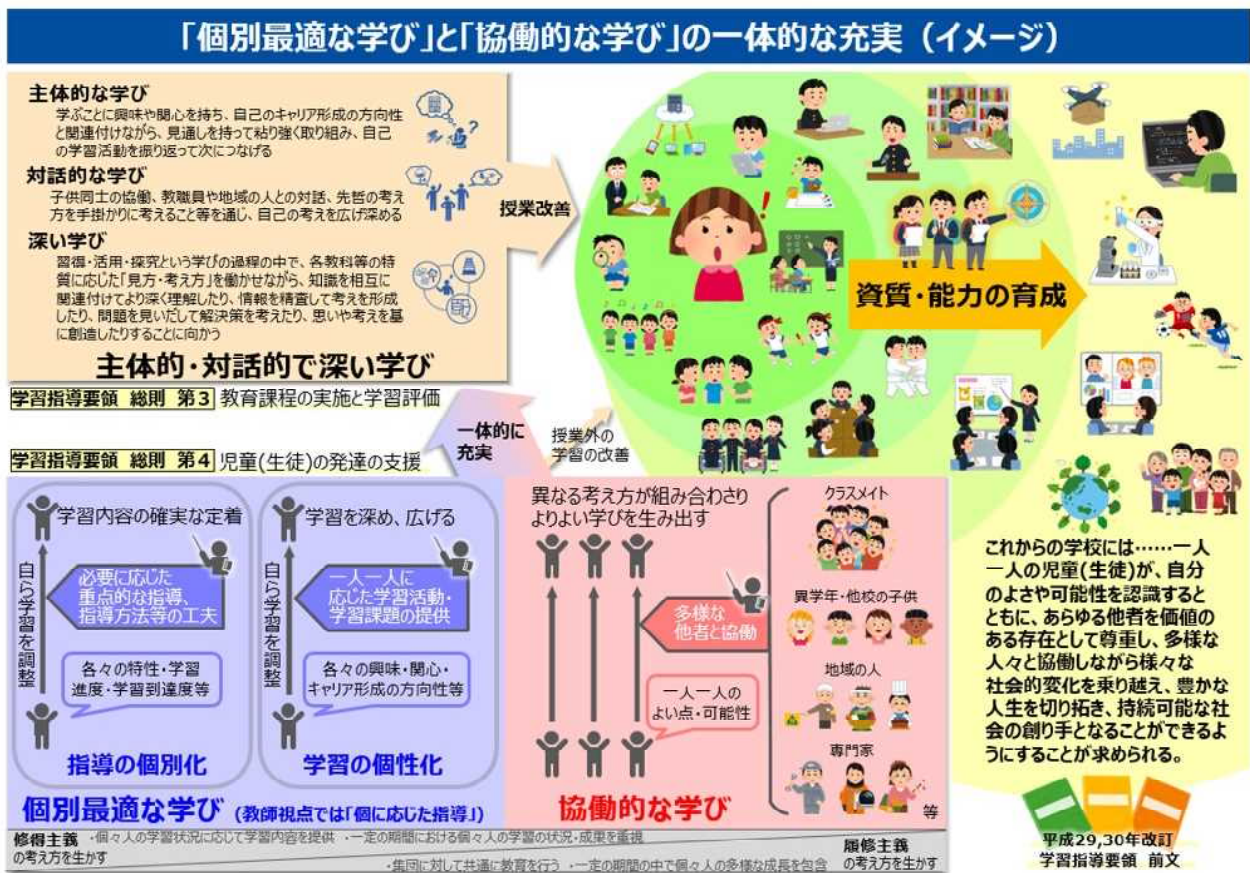 「個別最適な学び」と「協働的な学び」の一体的な充実（イメージ）
主体的な学び
学ぶことに興味や関心を持ち、自己のキャリア形成の方向性
と関連付けながら、見通しを持って粘り強く取り組み、自己
の学習活動を振り返って次につなげる
対話的な学び
子供同士の協働、教職員や地域の人との対話、先哲の考え
方を手掛かりに考えること等を通じ、自己の考えを広げ深める
深い学び
習得・活用・探究という学びの過程の中で、各教科等の特
質に応じた「見方・考え方」を働かせながら、知識を相互に
関連付けてより深く理解したり、情報を精査して考えを形成
したり、問題を見いだして解決策を考えたり、思いや考えを基
に創造したりすることに向かう
主体的・対話的で深い学び
授業改善
資質・能力の育成
学習指導要領 総則 第3 教育課程の実施と学習評価
一体的に
充実
授業外の
学習の改善
学習指導要領 総則 第4 児童(生徒)の発達の支援
学習内容の確実な定着
自ら学習を調整
必要に応じた
重点的な指導、
指導方法等の工夫
各々の特性・学習
進度・学習到達度等
指導の個別化
学習を深め、広げる
自ら学習を調整
一人一人に
応じた学習活動・
学習課題の提供
各々の興味・関心・
キャリア形成の方向性等
学習の個性化
個別最適な学び (教師視点では「個に応じた指導」)
異なる考え方が組み合わさり
よりよい学びを生み出す
多様な
他者と協働
一人一人の
よい点・可能性
協働的な学び
クラスメイト
異学年・他校の子供
地域の人
専門家
等
修得主義
の考え方を生かす
・個々人の学習状況に応じて学習内容を提供 ・一定の期間における個々人の学習の状況・成果を重視
・集団に対して共通に教育を行う ・一定の期間の中で個々人の多様な成長を包含
履修主義
の考え方を生かす
これからの学校には……一人
一人の児童(生徒)が、自分
のよさや可能性を認識すると
ともに、あらゆる他者を価値の
ある存在として尊重し、多様な
人々と協働しながら様々な
社会的変化を乗り越え、豊かな
人生を切り拓き、持続可能な社
会の創り手となることができるよ
うにすることが求められる。
平成29,30年改訂
学習指導要領 前文